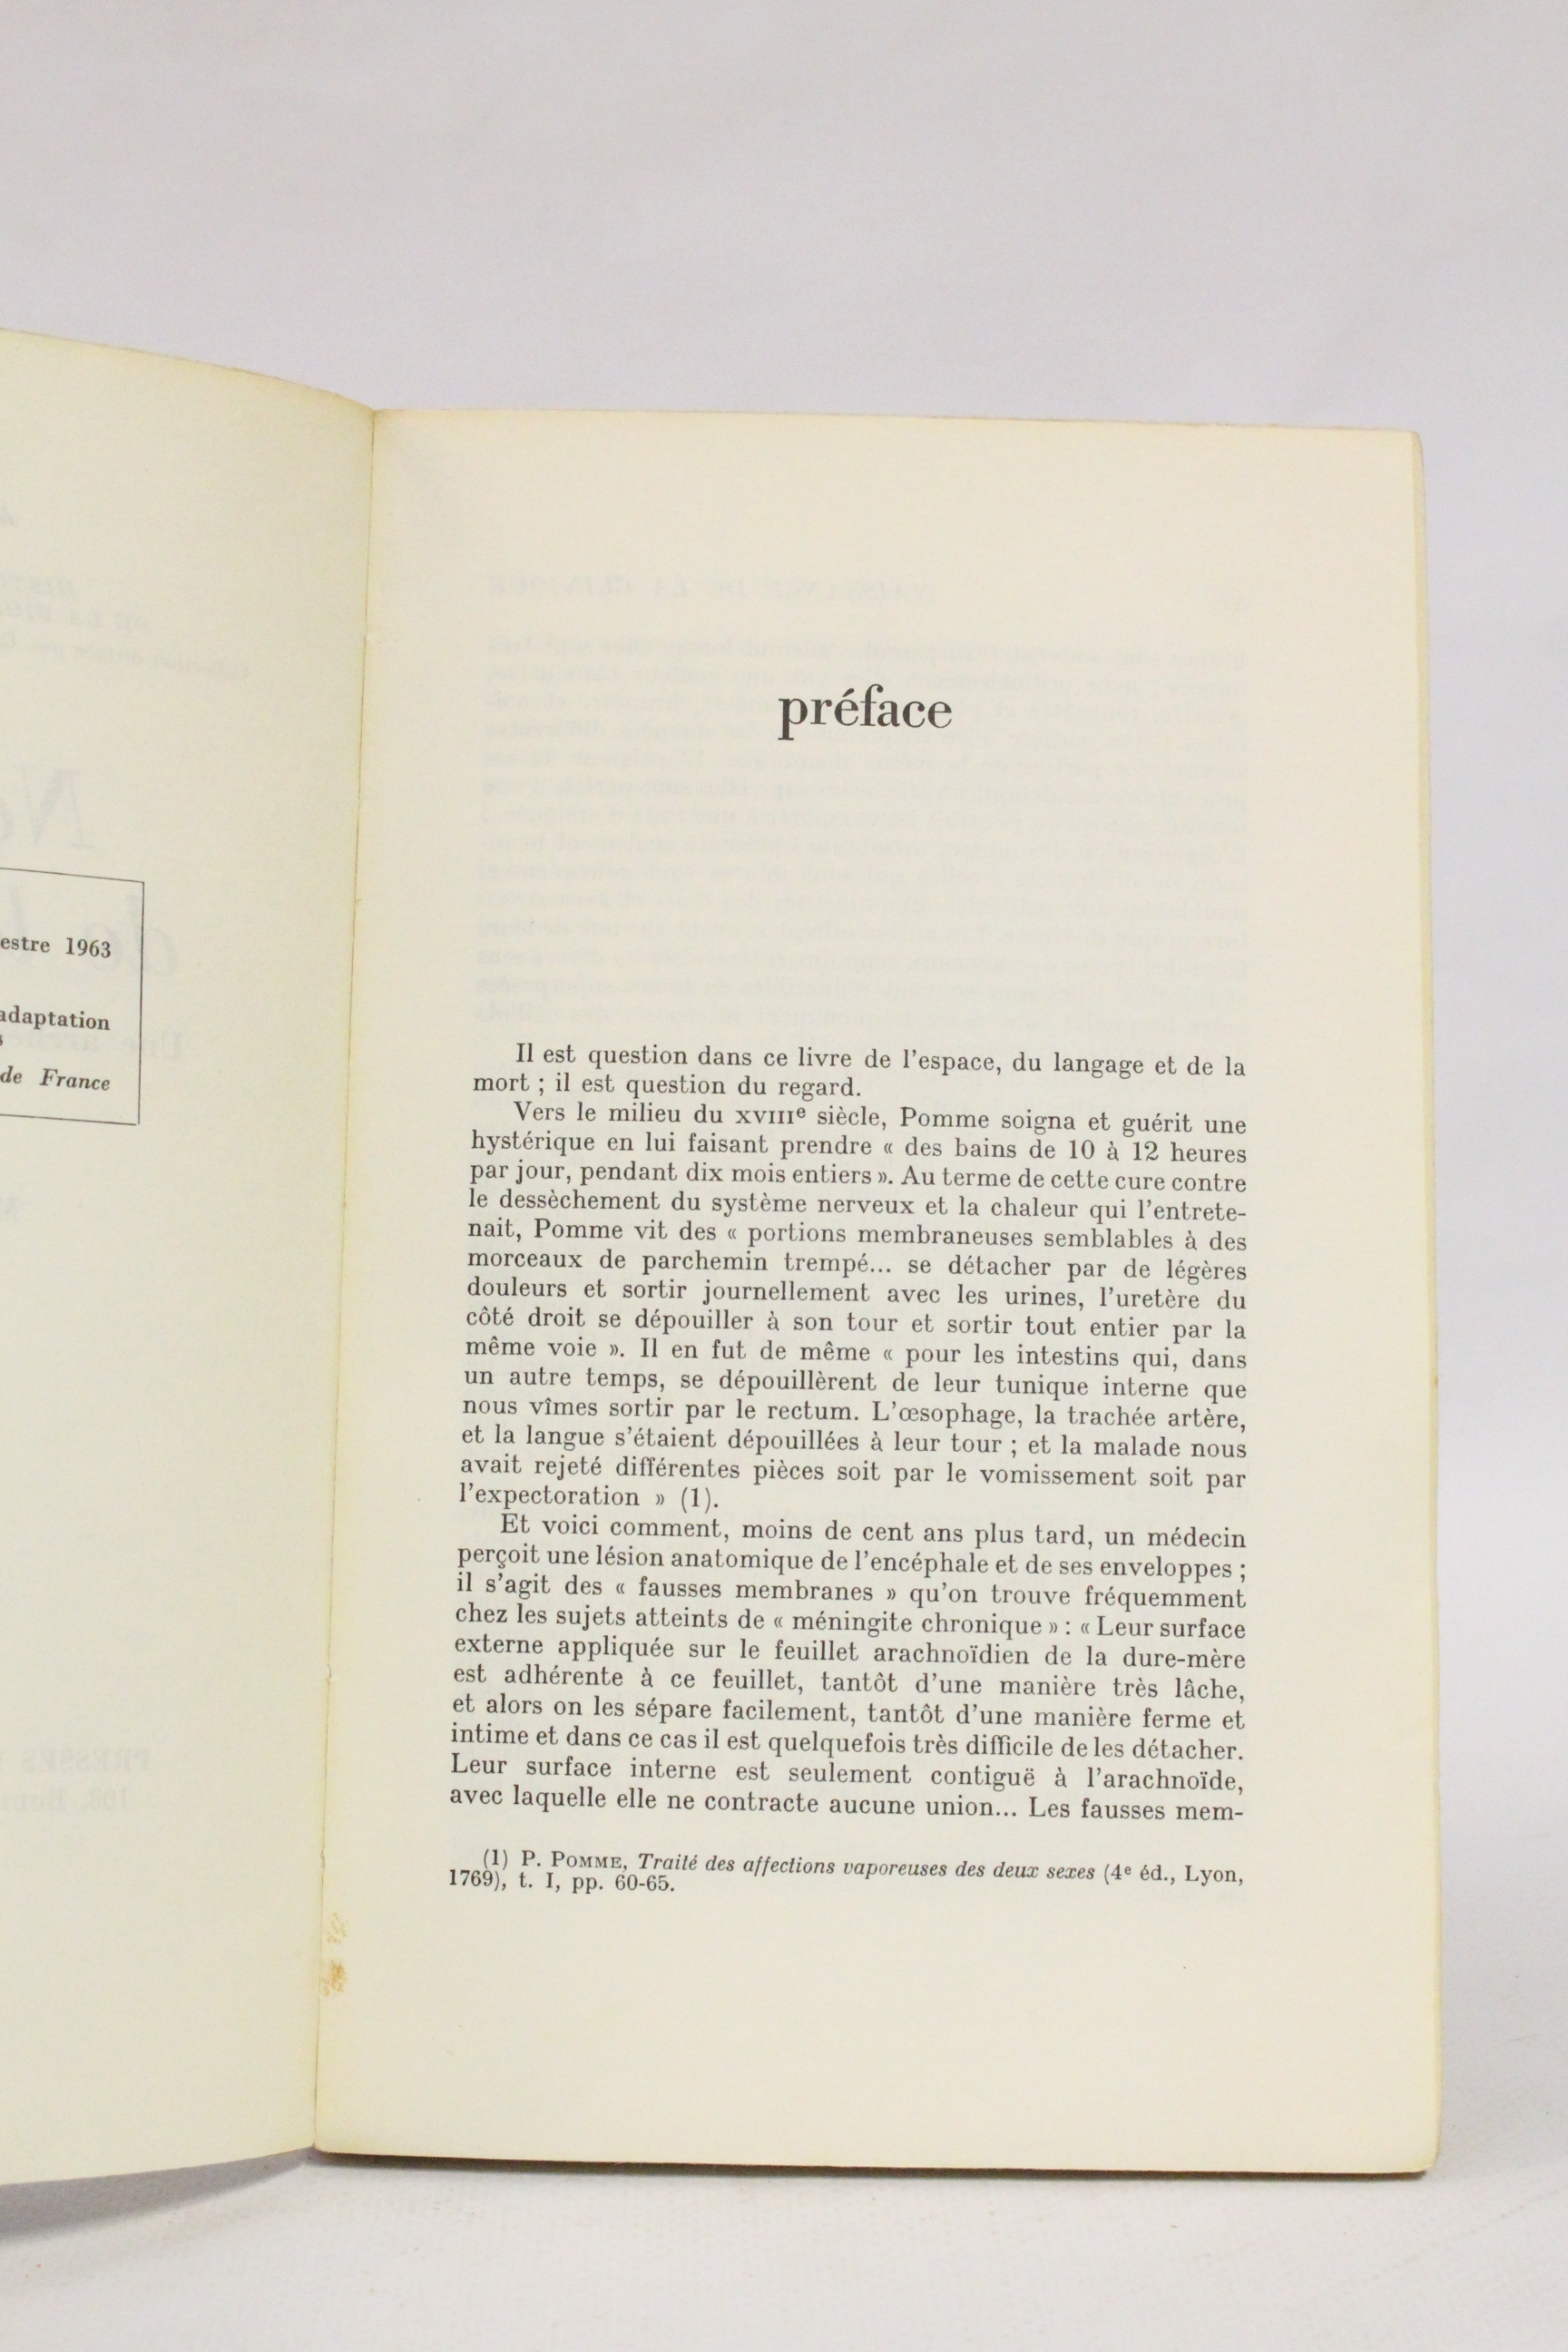 estre 1963
adaptation
de France
préface
Il est question dans ce livre de l'espace, du langage et de la
mort ; il est question du regard.
Vers le milieu du XVIIIe siècle, Pomme soigna et guérit une
hystérique en lui faisant prendre « des bains de 10 à 12 heures
par jour, pendant dix mois entiers ». Au terme de cette cure contre
le dessèchement du système nerveux et la chaleur qui l'entrete-
nait, Pomme vit des « portions membraneuses semblables à des
morceaux de parchemin trempé... se détacher par de légères
douleurs et sortir journellement avec les urines, l'uretère du
côté droit se dépouiller à son tour et sortir tout entier par la
même voie ». Il en fut de même « pour les intestins qui, dans
un autre temps, se dépouillèrent de leur tunique interne que
nous vîmes sortir par le rectum. L'œsophage, la trachée artère,
et la langue s'étaient dépouillées à leur tour ; et la malade nous
avait rejeté différentes pièces soit par le vomissement soit par
l'expectoration » (1).
Et voici comment, moins de cent ans plus tard, un médecin
perçoit une lésion anatomique de l'encéphale et de ses enveloppes ;
il s'agit des « fausses membranes » qu'on trouve fréquemment
chez les sujets atteints de « méningite chronique » : « Leur surface
externe appliquée sur le feuillet arachnoïdien de la dure-mère
est adhérente à ce feuillet, tantôt d'une manière très lâche,
et alors on les sépare facilement, tantôt d'une manière ferme et
intime et dans ce cas il est quelquefois très difficile de les détacher.
Leur surface interne est seulement contiguë à l'arachnoïde,
avec laquelle elle ne contracte aucune union... Les fausses mem-
(1) P. POMME, Traité des affections vaporeuses des deux sexes (4e éd., Lyon,
1769), t. I, pp. 60-65.